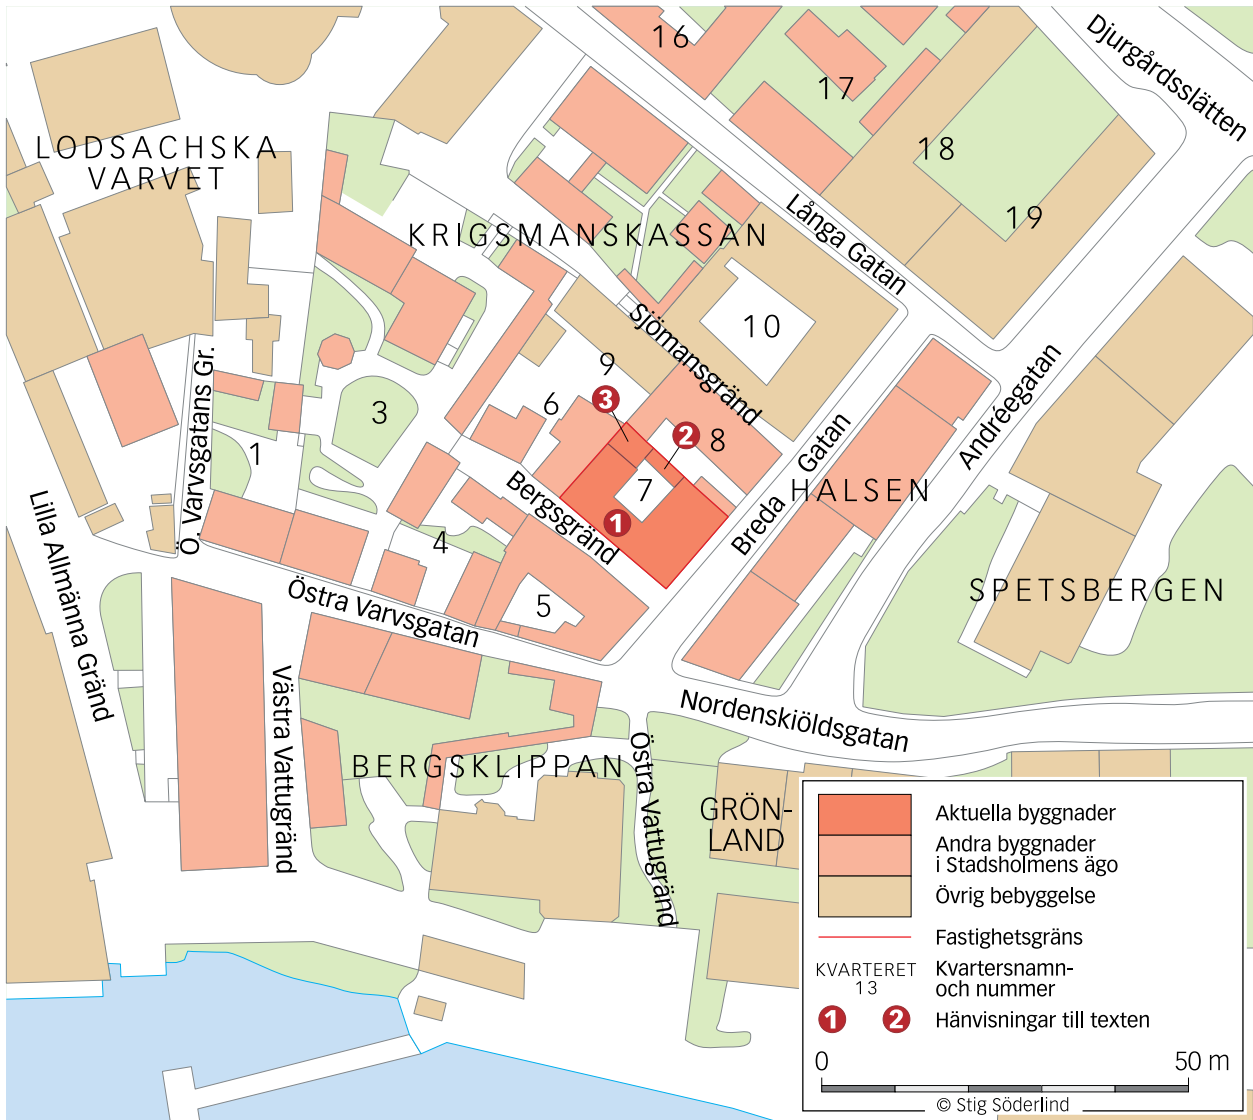 16
17
18
19
Djurgårdsslätten
LODSACHSKA
VARVET
KRIGSMANSKASSAN
Långa Gatan
Sjömansgränd
10
9
3
6
3
2
8
7
1
1
Ö. Varvsgatans Gr.
Bergsgränd
Breda Gatan
HALSEN
Andréegatan
Lilla Allmänna Gränd
4
5
Östra Varvsgatan
SPETSBERGEN
Västra Vattugränd
Nordenskiöldsgatan
BERGSKLIPPAN
Östra Vattugränd
GRÖN-
LAND
Aktuella byggnader
Andra byggnader
i Stadsholmens ägo
Övrig bebyggelse
Fastighetsgräns
KVARTERET
13
Kvartersnamn-
och nummer
1 2 Hänvisningar till texten
0 50 m
© Stig Söderlind